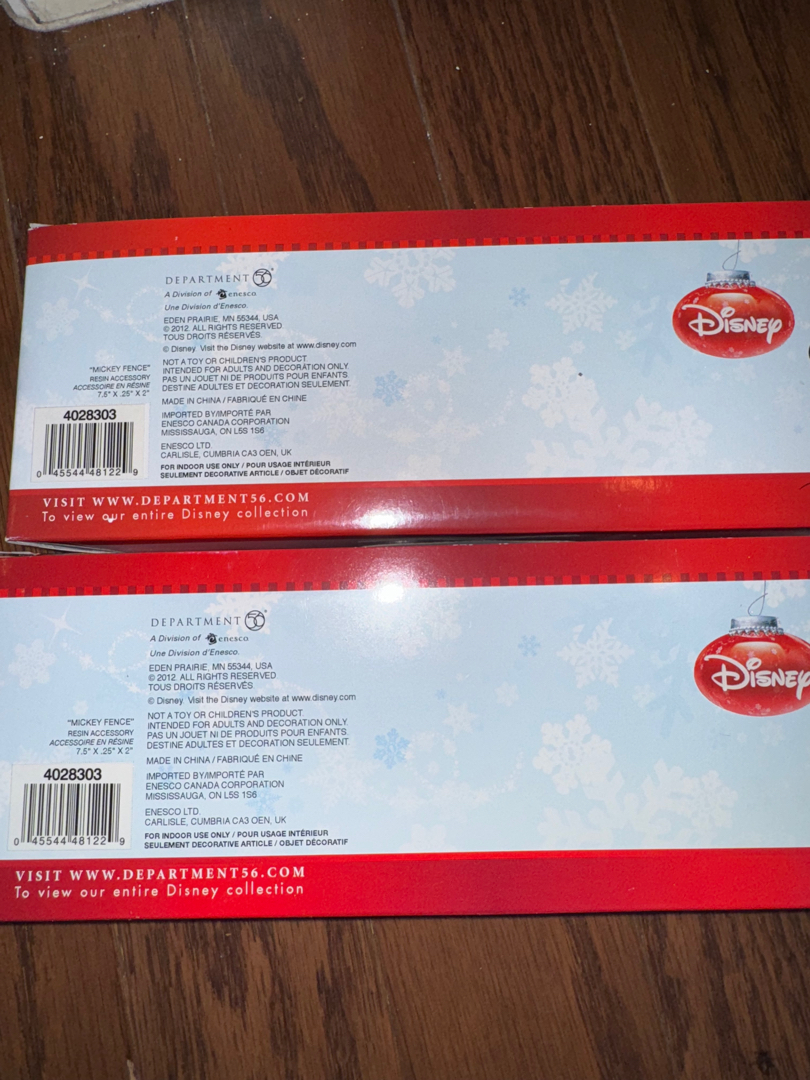 DEPARTMENT 56®
A Division of enesco
Une Division d'Enesco.
EDEN PRAIRIE, MN 55344, USA
© 2012. ALL RIGHTS RESERVED
TOUS DROITS RÉSERVÉS.
© Disney. Visit the Disney website at www.disney.com
NOT A TOY OR CHILDREN'S PRODUCT.
INTENDED FOR ADULTS AND DECORATION ONLY.
PAS UN JOUET NI DE PRODUITS POUR ENFANTS.
DESTINE ADULTES ET DECORATION SEULEMENT.
MADE IN CHINA / FABRIQUÉ EN CHINE
IMPORTED BY/IMPORTÉ PAR
ENESCO CANADA CORPORATION
MISSISSAUGA, ON L5S 1S6
ENESCO LTD.
CARLISLE, CUMBRIA CA3 OEN, UK
FOR INDOOR USE ONLY / POUR USAGE INTÉRIEUR
SEULEMENT DECORATIVE ARTICLE / OBJET DÉCORATIF
"MICKEY FENCE"
RESIN ACCESSORY
ACCESSOIRE EN RÉSINE
7.5" X .25" X 2"
4028303
0 45544 48122 9
Disney
VISIT WWW.DEPARTMENT56.COM
To view our entire Disney collection
DEPARTMENT 56®
A Division of enesco
Une Division d'Enesco.
EDEN PRAIRIE, MN 55344, USA
© 2012. ALL RIGHTS RESERVED
TOUS DROITS RÉSERVÉS.
© Disney. Visit the Disney website at www.disney.com
NOT A TOY OR CHILDREN'S PRODUCT.
INTENDED FOR ADULTS AND DECORATION ONLY.
PAS UN JOUET NI DE PRODUITS POUR ENFANTS.
DESTINE ADULTES ET DECORATION SEULEMENT.
MADE IN CHINA / FABRIQUÉ EN CHINE
IMPORTED BY/IMPORTÉ PAR
ENESCO CANADA CORPORATION
MISSISSAUGA, ON L5S 1S6
ENESCO LTD.
CARLISLE, CUMBRIA CA3 OEN, UK
FOR INDOOR USE ONLY / POUR USAGE INTÉRIEUR
SEULEMENT DECORATIVE ARTICLE / OBJET DÉCORATIF
"MICKEY FENCE"
RESIN ACCESSORY
ACCESSOIRE EN RÉSINE
7.5" X .25" X 2"
4028303
0 45544 48122 9
Disney
VISIT WWW.DEPARTMENT56.COM
To view our entire Disney collection